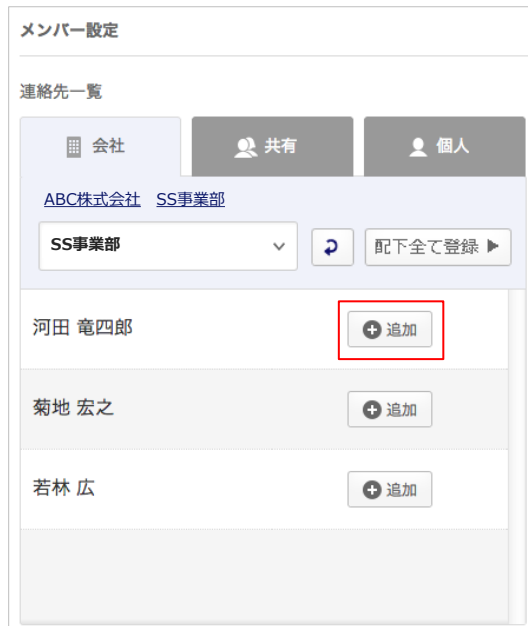 メンバー設定
連絡先一覧
会社 共有 個人
ABC株式会社 SS事業部
SS事業部 配下全て登録
河田 竜四郎 追加
菊地 宏之 追加
若林 広 追加